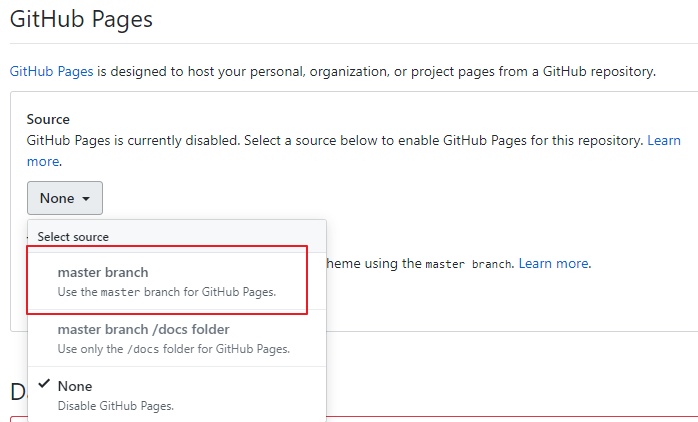 GitHub Pages
GitHub Pages is designed to host your personal, organization, or project pages from a GitHub repository.
Source
GitHub Pages is currently disabled. Select a source below to enable GitHub Pages for this repository. Learn
more.
None
Select source
master branch
heme using the master branch. Learn more.
Use the master branch for GitHub Pages.
master branch /docs folder
Use only the /docs folder for GitHub Pages.
None
Disable GitHub Pages.
D